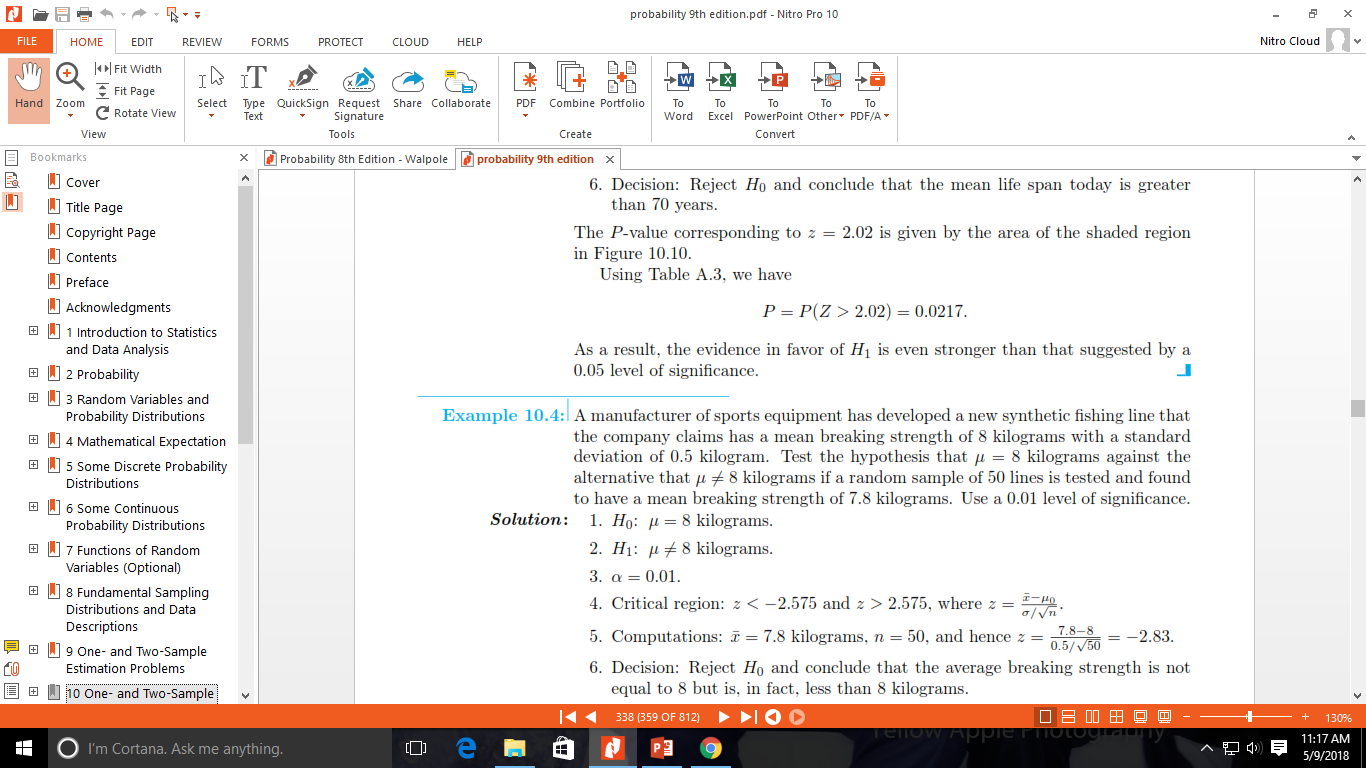 probability 9th edition.pdf - Nitro Pro 10
FILE HOME EDIT REVIEW FORMS PROTECT CLOUD HELP
Nitro Cloud
Hand
Zoom
Fit Width
Fit Page
Rotate View
View
Select
Type Text
QuickSign
Request Signature
Share
Collaborate
Tools
PDF
Combine
Portfolio
Create
To Word
To Excel
To PowerPoint
To Other
To PDF/A
Convert
Bookmarks
Cover
Title Page
Copyright Page
Contents
Preface
Acknowledgments
1 Introduction to Statistics
and Data Analysis
2 Probability
3 Random Variables and
Probability Distributions
4 Mathematical Expectation
5 Some Discrete Probability
Distributions
6 Some Continuous
Probability Distributions
7 Functions of Random
Variables (Optional)
8 Fundamental Sampling
Distributions and Data
Descriptions
9 One- and Two-Sample
Estimation Problems
10 One- and Two-Sample
Probability 8th Edition - Walpole
probability 9th edition
6. Decision: Reject H₀ and conclude that the mean life span today is greater
than 70 years.
The P-value corresponding to z = 2.02 is given by the area of the shaded region
in Figure 10.10.
Using Table A.3, we have
P = P(Z > 2.02) = 0.0217.
As a result, the evidence in favor of H₁ is even stronger than that suggested by a
0.05 level of significance.
Example 10.4: A manufacturer of sports equipment has developed a new synthetic fishing line that
the company claims has a mean breaking strength of 8 kilograms with a standard
deviation of 0.5 kilogram. Test the hypothesis that μ = 8 kilograms against the
alternative that μ ≠ 8 kilograms if a random sample of 50 lines is tested and found
to have a mean breaking strength of 7.8 kilograms. Use a 0.01 level of significance.
Solution: 1. H₀: μ = 8 kilograms.
2. H₁: μ ≠ 8 kilograms.
3. α = 0.01.
4. Critical region: z < −2.575 and z > 2.575, where z = (x̄−μ₀)/(σ/√n).
5. Computations: x̄ = 7.8 kilograms, n = 50, and hence z = (7.8−8)/(0.5/√50) = −2.83.
6. Decision: Reject H₀ and conclude that the average breaking strength is not
equal to 8 but is, in fact, less than 8 kilograms.
338 (359 OF 812)
130%
Yellow Apple Photography
I'm Cortana. Ask me anything.
11:17 AM
5/9/2018